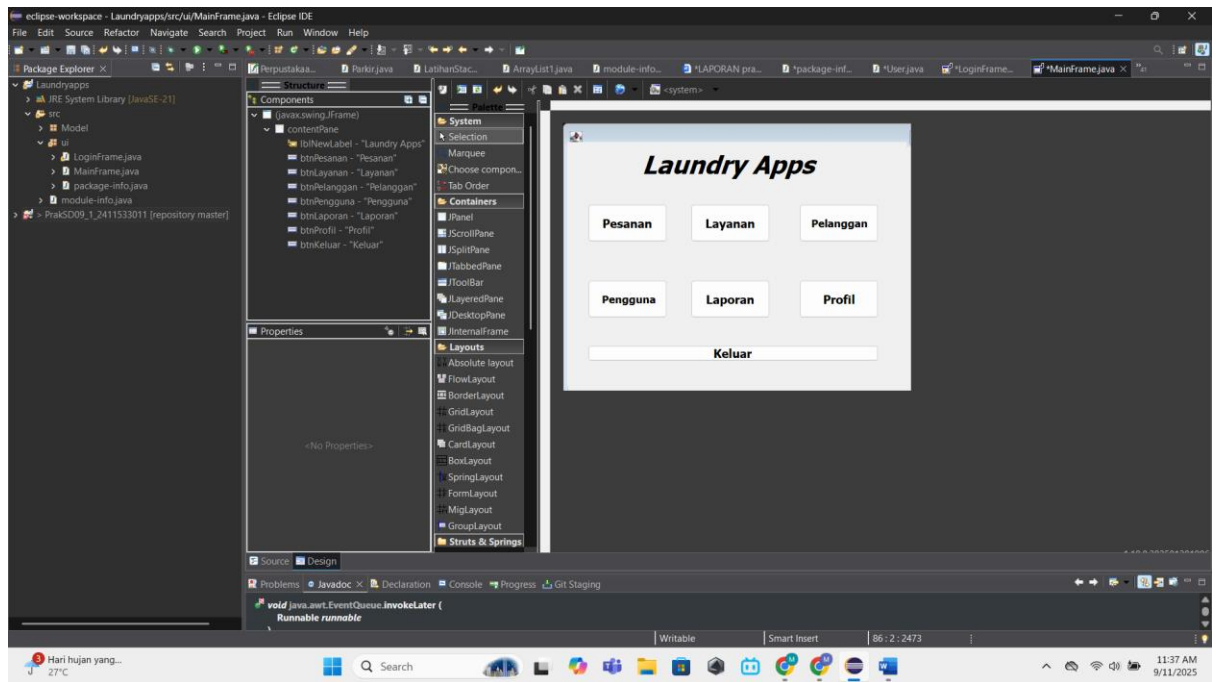 eclipse-workspace - Laundryapps/src/ui/MainFrame.java - Eclipse IDE
File Edit Source Refactor Navigate Search Project Run Window Help
Package Explorer
Perpustakaa... Parkir.java LatihanStac... ArrayList1.java module-info... *LAPORAN pra... *package-inf... *User.java *LoginFrame... *MainFrame.java
Laundryapps
JRE System Library [JavaSE-21]
src
Model
ui
LoginFrame.java
MainFrame.java
package-info.java
module-info.java
> PrakSD09_1_2411533011 [repository master]
Structure
Components
(javax.swing.JFrame)
contentPane
lblNewLabel - "Laundry Apps"
btnPesanan - "Pesanan"
btnLayanan - "Layanan"
btnPelanggan - "Pelanggan"
btnPengguna - "Pengguna"
btnLaporan - "Laporan"
btnProfil - "Profil"
btnKeluar - "Keluar"
Properties
<No Properties>
<system>
Palette
System
Selection
Marquee
Choose compon...
Tab Order
Containers
JPanel
JScrollPane
JSplitPane
JTabbedPane
JToolBar
JLayeredPane
JDesktopPane
JInternalFrame
Layouts
Absolute layout
FlowLayout
BorderLayout
GridLayout
GridBagLayout
CardLayout
BoxLayout
SpringLayout
FormLayout
MigLayout
GroupLayout
Struts & Springs
Laundry Apps
Pesanan Layanan Pelanggan
Pengguna Laporan Profil
Keluar
Source Design
Problems Javadoc Declaration Console Progress Git Staging
void java.awt.EventQueue.invokeLater (
Runnable runnable
)
Writable Smart Insert 86 : 2 : 2473
3
Hari hujan yang...
27°C
Search
11:37 AM
9/11/2025